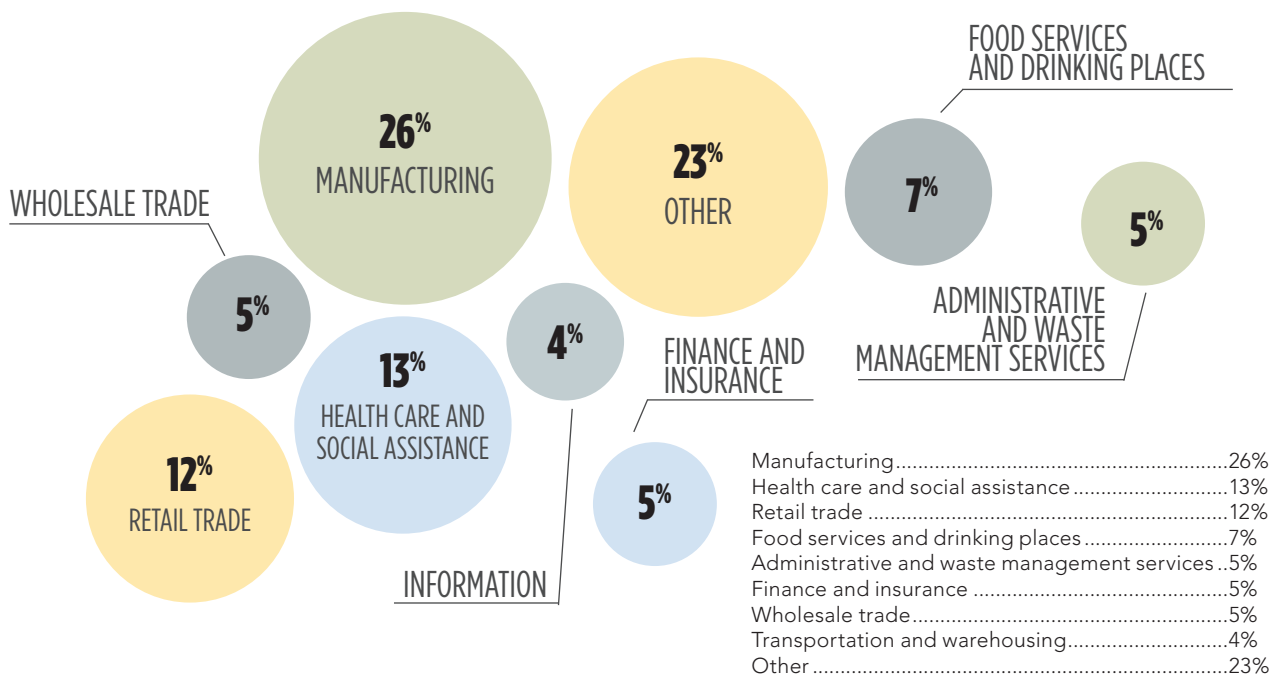 FOOD SERVICES
AND DRINKING PLACES
26%
MANUFACTURING
23%
OTHER
7%
5%
WHOLESALE TRADE
5%
ADMINISTRATIVE
AND WASTE
MANAGEMENT SERVICES
4%
FINANCE AND
INSURANCE
13%
HEALTH CARE AND
SOCIAL ASSISTANCE
12%
RETAIL TRADE
5%
INFORMATION
Manufacturing..........................................26%
Health care and social assistance...................13%
Retail trade.............................................12%
Food services and drinking places..................7%
Administrative and waste management services..5%
Finance and insurance................................5%
Wholesale trade........................................5%
Transportation and warehousing....................4%
Other.....................................................23%